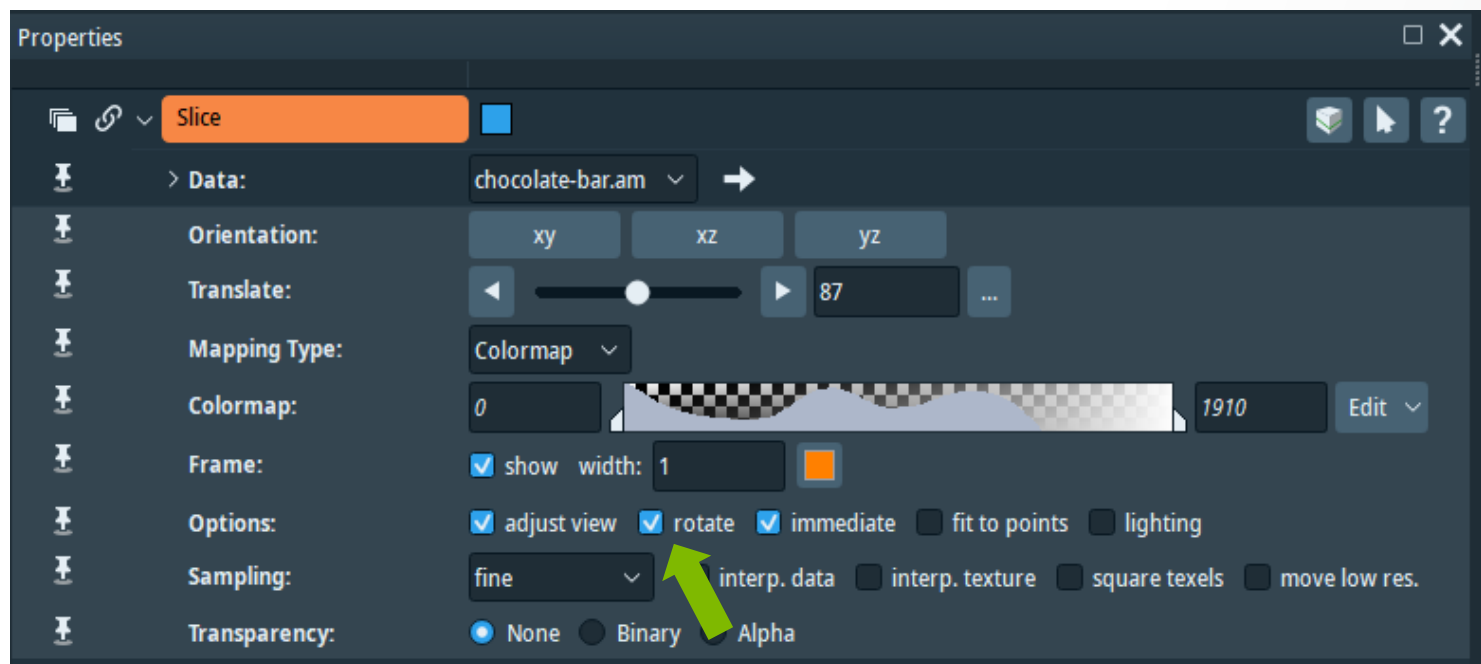 Properties
Slice ?
Data: chocolate-bar.am
Orientation: xy xz yz
Translate: 87 ...
Mapping Type: Colormap
Colormap: 0 1910 Edit
Frame: show width: 1
Options: adjust view rotate immediate fit to points lighting
Sampling: fine interp. data interp. texture square texels move low res.
Transparency: None Binary Alpha